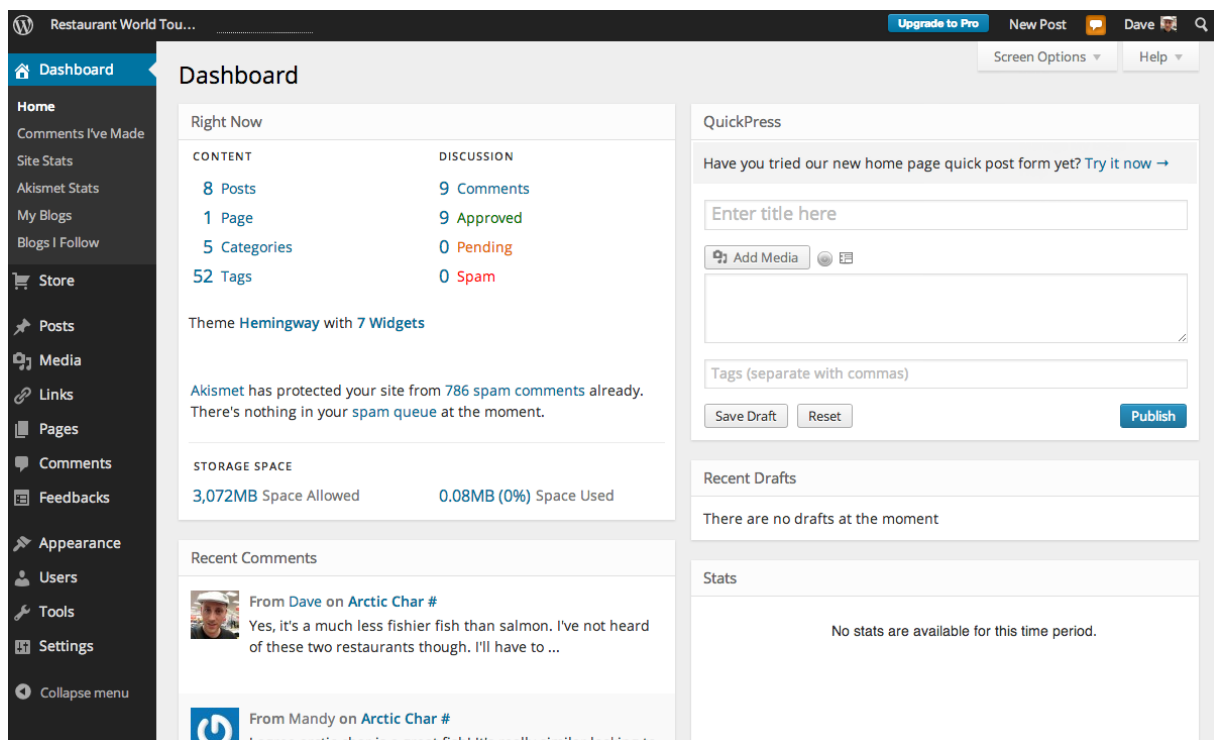 Restaurant World Tou...
Upgrade to Pro
New Post
Dave
Dashboard
Home
Comments I've Made
Site Stats
Akismet Stats
My Blogs
Blogs I Follow
Store
Posts
Media
Links
Pages
Comments
Feedbacks
Appearance
Users
Tools
Settings
Collapse menu
Screen Options
Help
Dashboard
Right Now
CONTENT
8 Posts
1 Page
5 Categories
52 Tags
DISCUSSION
9 Comments
9 Approved
0 Pending
0 Spam
Theme Hemingway with 7 Widgets
Akismet has protected your site from 786 spam comments already.
There's nothing in your spam queue at the moment.
STORAGE SPACE
3,072MB Space Allowed
0.08MB (0%) Space Used
Recent Comments
From Dave on Arctic Char #
Yes, it's a much less fishier fish than salmon. I've not heard
of these two restaurants though. I'll have to ...
From Mandy on Arctic Char #
QuickPress
Have you tried our new home page quick post form yet? Try it now →
Enter title here
Add Media
Tags (separate with commas)
Save Draft
Reset
Publish
Recent Drafts
There are no drafts at the moment
Stats
No stats are available for this time period.